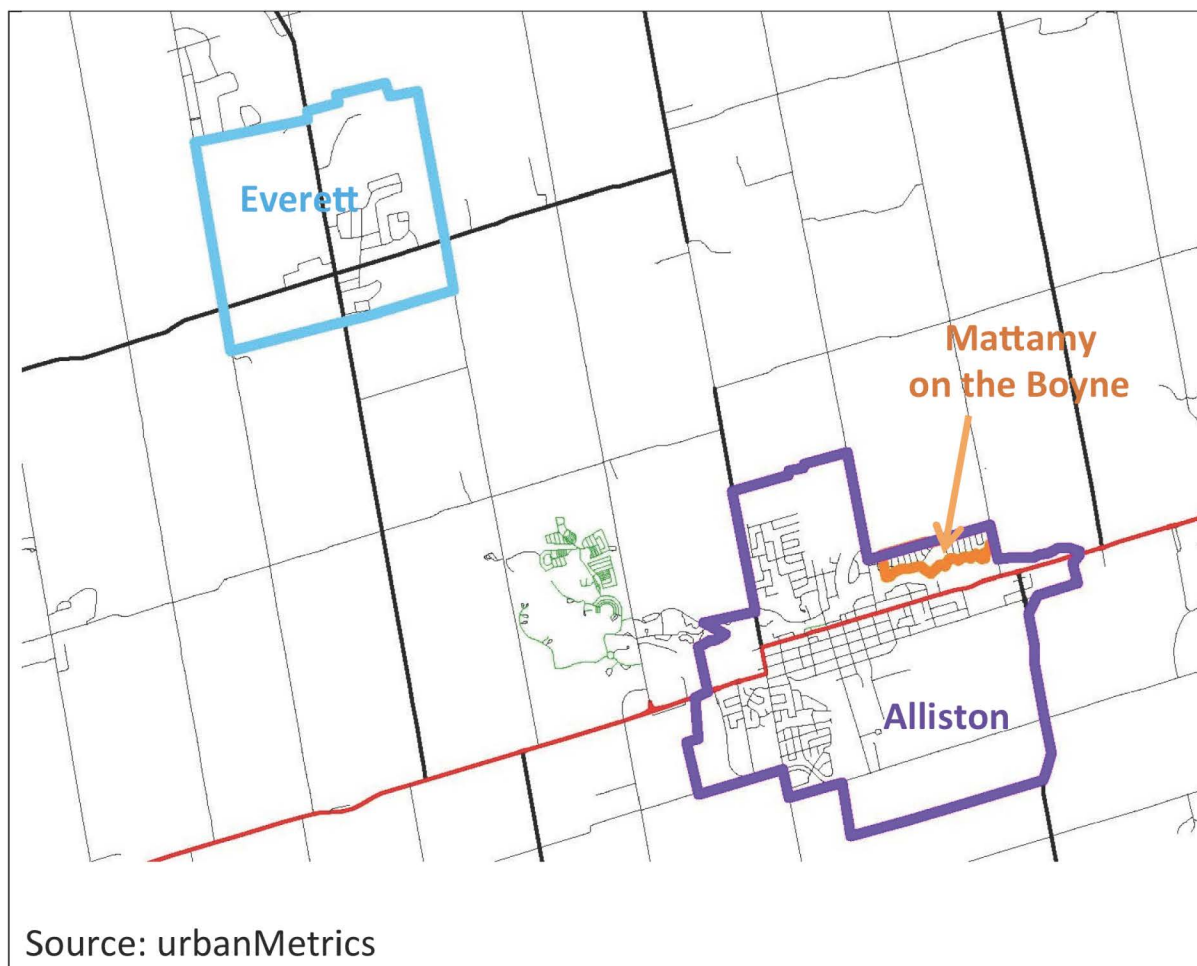 Everett
Mattamy
on the Boyne
Alliston
Source: urbanMetrics